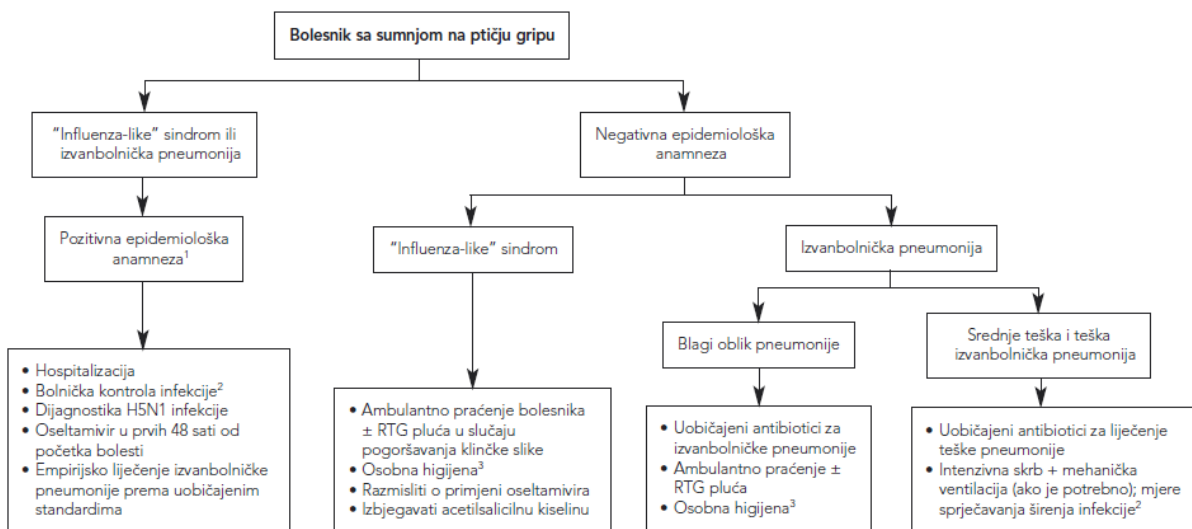 Bolesnik sa sumnjom na ptičju gripu
"Influenza-like" sindrom ili
izvanbolnička pneumonija
Negativna epidemiološka
anamneza
Pozitivna epidemiološka
anamneza¹
"Influenza-like" sindrom
Izvanbolnička pneumonija
Blagi oblik pneumonije
Srednje teška i teška
izvanbolnička pneumonija
• Hospitalizacija
• Bolnička kontrola infekcije²
• Dijagnostika H5N1 infekcije
• Oseltamivir u prvih 48 sati od
početka bolesti
• Empirijsko liječenje izvanbolničke
pneumonije prema uobičajenim
standardima
• Ambulantno praćenje bolesnika
± RTG pluća u slučaju
pogoršavanja klinčke slike
• Osobna higijena³
• Razmisliti o primjeni oseltamivira
• Izbjegavati acetilsalicilnu kiselinu
• Uobičajeni antibiotici za
izvanbolničke pneumonije
• Ambulantno praćenje ±
RTG pluća
• Osobna higijena³
• Uobičajeni antibiotici za liječenje
teške pneumonije
• Intenzivna skrb + mehanička
ventilacija (ako je potrebno); mjere
sprječavanja širenja infekcije²